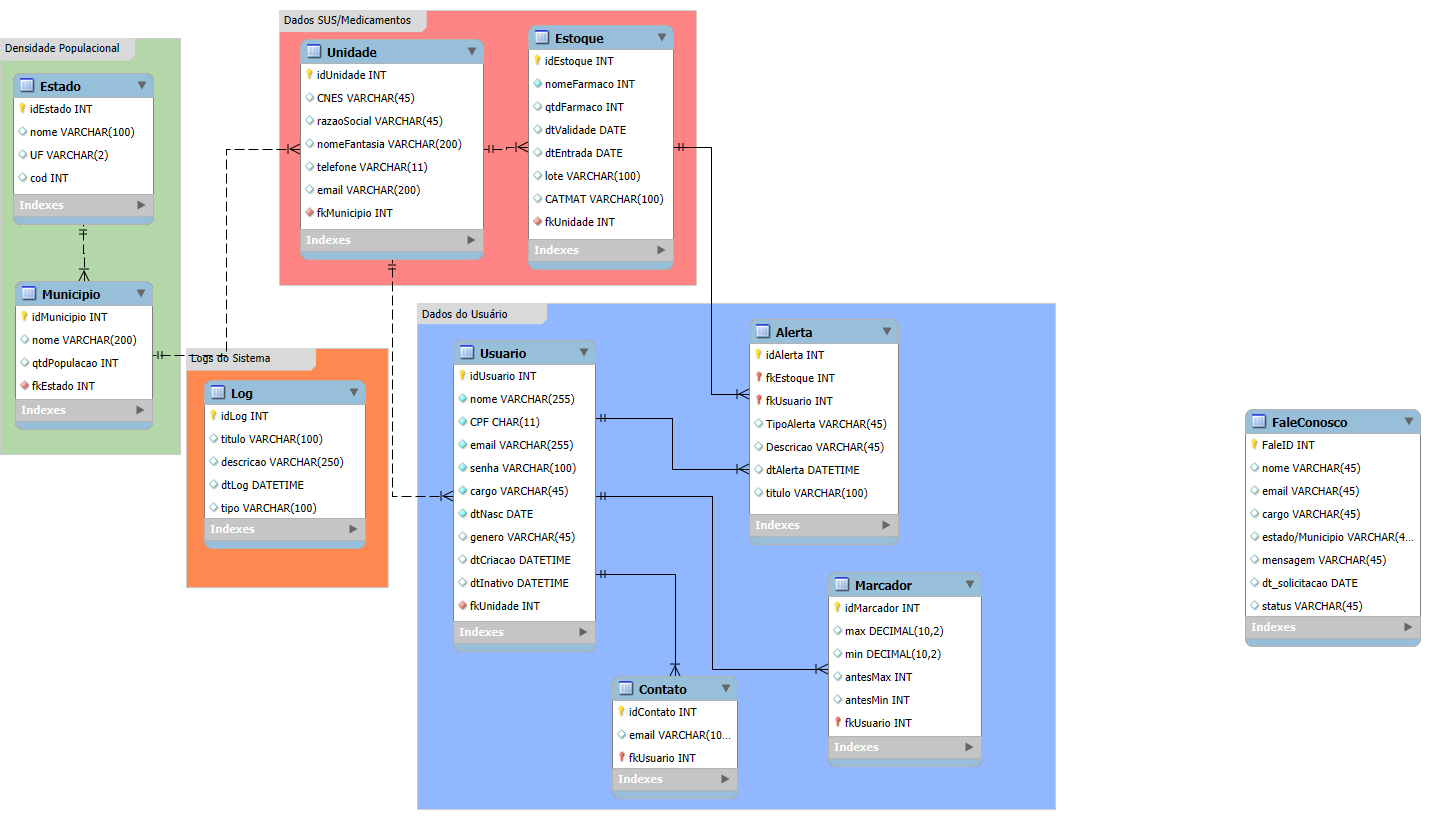 Densidade Populacional
Estado
idEstado INT
nome VARCHAR(100)
UF VARCHAR(2)
cod INT
Indexes
Municipio
idMunicipio INT
nome VARCHAR(200)
qtdPopulacao INT
fkEstado INT
Indexes
Dados SUS/Medicamentos
Unidade
idUnidade INT
CNES VARCHAR(45)
razaoSocial VARCHAR(45)
nomeFantasia VARCHAR(200)
telefone VARCHAR(11)
email VARCHAR(200)
fkMunicipio INT
Indexes
Estoque
idEstoque INT
nomeFarmaco INT
qtdFarmaco INT
dtValidade DATE
dtEntrada DATE
lote VARCHAR(100)
CATMAT VARCHAR(100)
fkUnidade INT
Indexes
Logs do Sistema
Log
idLog INT
titulo VARCHAR(100)
descricao VARCHAR(250)
dtLog DATETIME
tipo VARCHAR(100)
Indexes
Dados do Usuário
Usuario
idUsuario INT
nome VARCHAR(255)
CPF CHAR(11)
email VARCHAR(255)
senha VARCHAR(100)
cargo VARCHAR(45)
dtNasc DATE
genero VARCHAR(45)
dtCriacao DATETIME
dtInativo DATETIME
fkUnidade INT
Indexes
Alerta
idAlerta INT
fkEstoque INT
fkUsuario INT
TipoAlerta VARCHAR(45)
Descricao VARCHAR(45)
dtAlerta DATETIME
titulo VARCHAR(100)
Indexes
Marcador
idMarcador INT
max DECIMAL(10,2)
min DECIMAL(10,2)
antesMax INT
antesMin INT
fkUsuario INT
Indexes
Contato
idContato INT
email VARCHAR(10...
fkUsuario INT
Indexes
FaleConosco
FaleID INT
nome VARCHAR(45)
email VARCHAR(45)
cargo VARCHAR(45)
estado/Municipio VARCHAR(4...
mensagem VARCHAR(45)
dt_solicitacao DATE
status VARCHAR(45)
Indexes